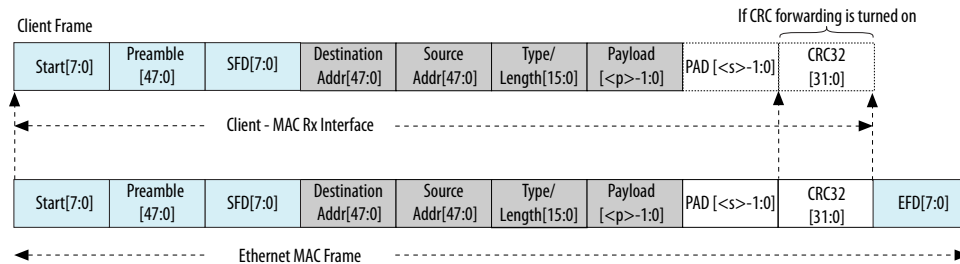 Client Frame
If CRC forwarding is turned on
Start[7:0]
Preamble
[47:0]
SFD[7:0]
Destination
Addr[47:0]
Source
Addr[47:0]
Type/
Length[15:0]
Payload
[<p>-1:0]
PAD [<s>-1:0]
CRC32
[31:0]
Client - MAC Rx Interface
Start[7:0]
Preamble
[47:0]
SFD[7:0]
Destination
Addr[47:0]
Source
Addr[47:0]
Type/
Length[15:0]
Payload
[<p>-1:0]
PAD [<s>-1:0]
CRC32
[31:0]
EFD[7:0]
Ethernet MAC Frame